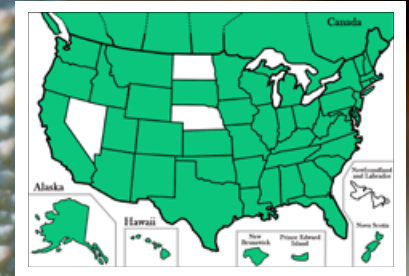 Canada
Alaska
Hawaii
New
Brunswick
Prince Edward
Island
Newfoundland
and Labrador
Nova Scotia